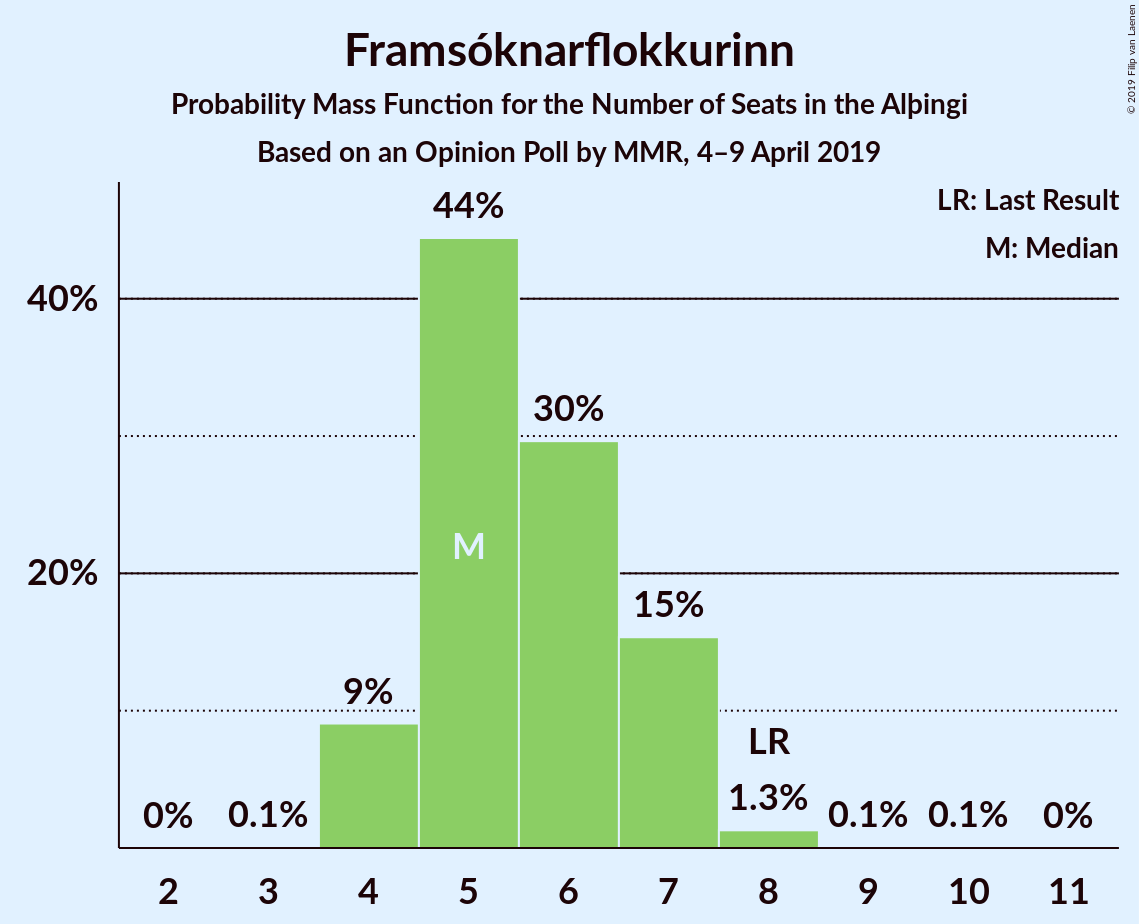 Framsóknarflokkurinn
Probability Mass Function for the Number of Seats in the Alþingi
Based on an Opinion Poll by MMR, 4–9 April 2019
© 2019 Filip van Laenen
LR: Last Result
M: Median
44%
40%
30%
M
20%
15%
9%
LR
0% 0.1% 1.3% 0.1% 0.1% 0%
2 3 4 5 6 7 8 9 10 11